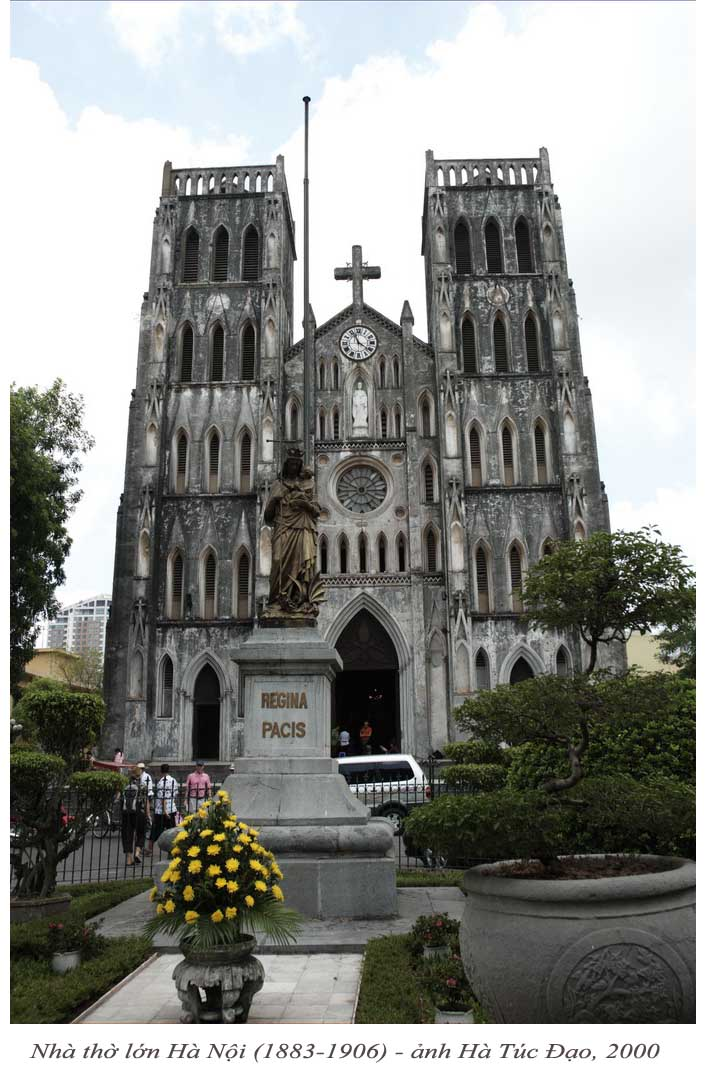 REGINA
PACIS
Nhà thờ lớn Hà Nội (1883-1906) - ảnh Hà Túc Đạo, 2000